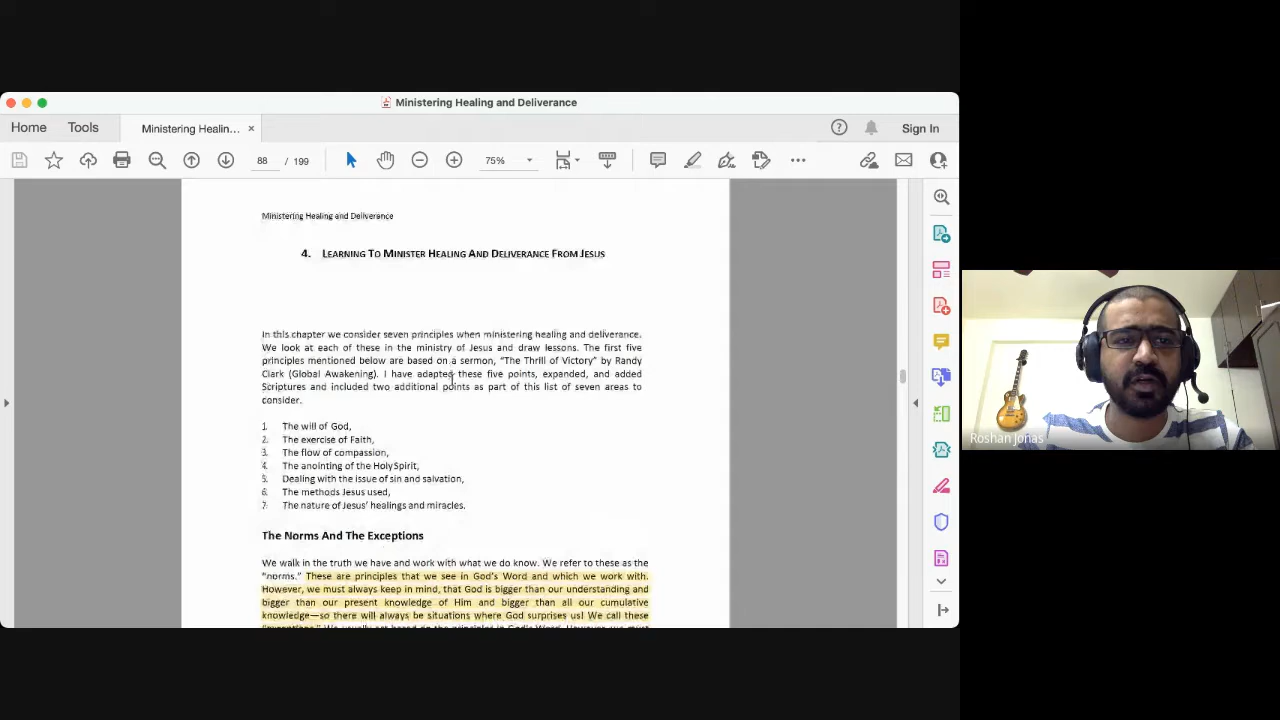 Ministering Healing and Deliverance
Home
Tools
Ministering Healin...
Sign In
88 / 199
75%
Ministering Healing and Deliverance
4. LEARNING TO MINISTER HEALING AND DELIVERANCE FROM JESUS
In this chapter we consider seven principles when ministering healing and deliverance.
We look at each of these in the ministry of Jesus and draw lessons. The first five
principles mentioned below are based on a sermon, "The Thrill of Victory" by Randy
Clark (Global Awakening). I have adapted these five points, expanded, and added
Scriptures and included two additional points as part of this list of seven areas to
consider.
1. The will of God,
2. The exercise of Faith,
3. The flow of compassion,
4. The anointing of the Holy Spirit,
5. Dealing with the issue of sin and salvation,
6. The methods Jesus used,
7. The nature of Jesus' healings and miracles.
The Norms And The Exceptions
We walk in the truth we have and work with what we do know. We refer to these as the
"norms." These are principles that we see in God's Word and which we work with.
However, we must always keep in mind, that God is bigger than our understanding and
bigger than our present knowledge of Him and bigger than all our cumulative
knowledge—so there will always be situations where God surprises us! We call these
Roshan Jonas